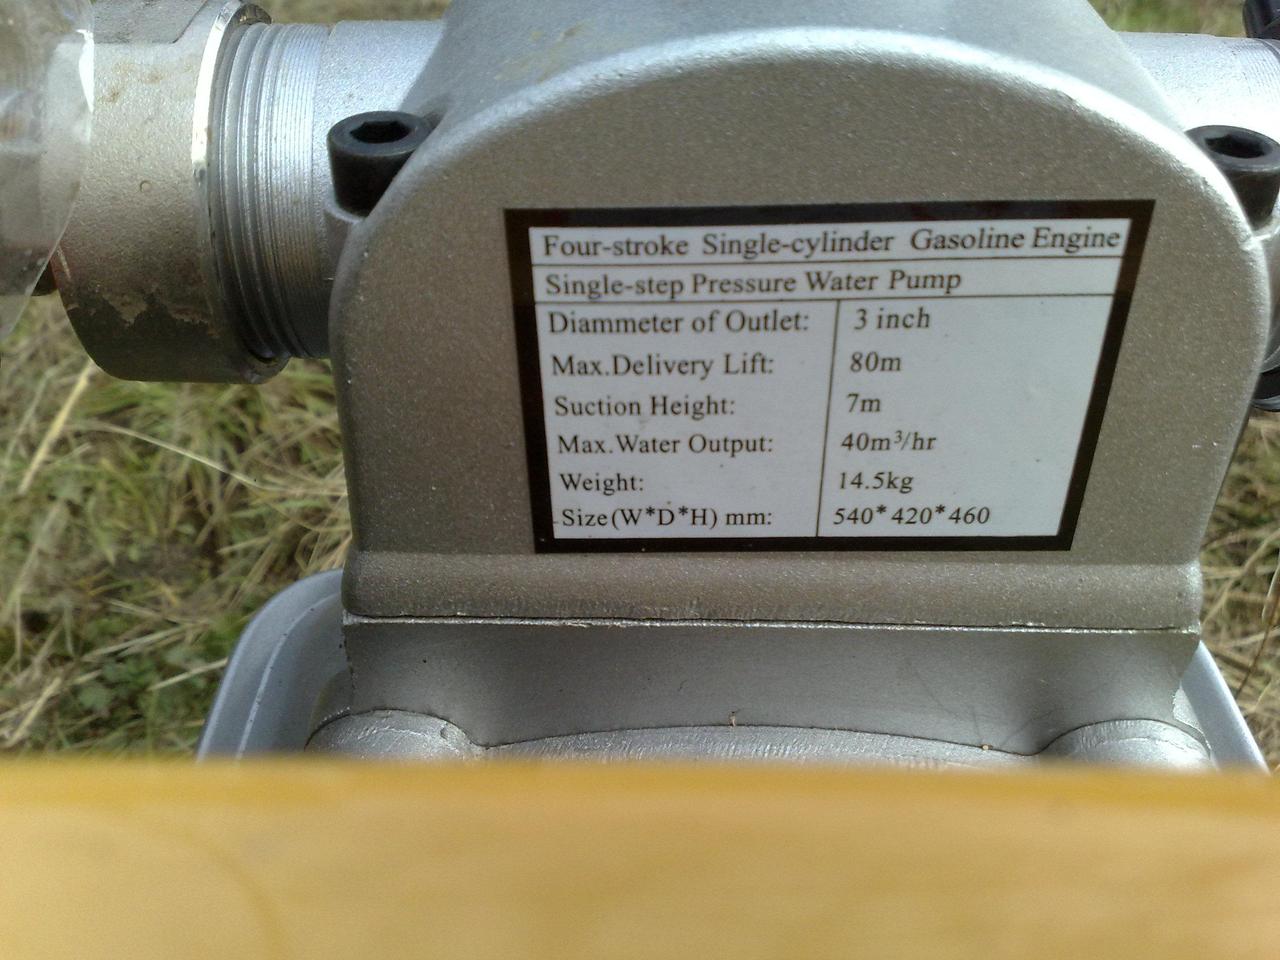 Four-stroke Single-cylinder Gasoline Engine
Single-step Pressure Water Pump
Diammeter of Outlet: 3 inch
Max.Delivery Lift: 80m
Suction Height: 7m
Max.Water Output: 40m³/hr
Weight: 14.5kg
Size(W*D*H) mm: 540*420*460